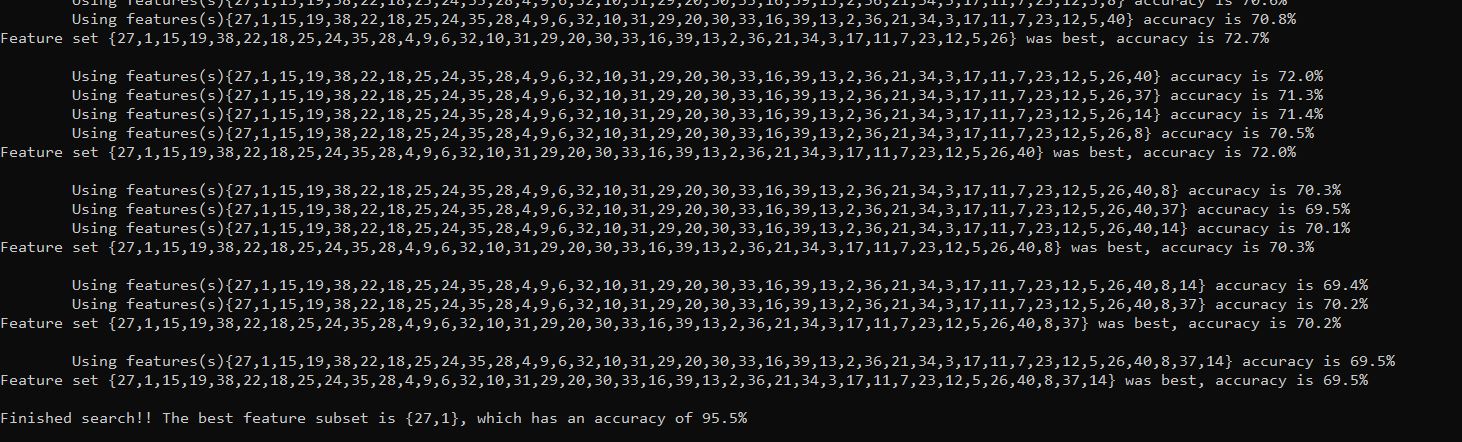 Using features(s){27,1,15,19,38,22,18,25,24,35,28,4,9,6,32,10,31,29,20,30,33,16,39,13,2,36,21,34,3,17,11,7,23,12,5,8} accuracy is 70.6%
Using features(s){27,1,15,19,38,22,18,25,24,35,28,4,9,6,32,10,31,29,20,30,33,16,39,13,2,36,21,34,3,17,11,7,23,12,5,40} accuracy is 70.8%
Feature set {27,1,15,19,38,22,18,25,24,35,28,4,9,6,32,10,31,29,20,30,33,16,39,13,2,36,21,34,3,17,11,7,23,12,5,26} was best, accuracy is 72.7%
Using features(s){27,1,15,19,38,22,18,25,24,35,28,4,9,6,32,10,31,29,20,30,33,16,39,13,2,36,21,34,3,17,11,7,23,12,5,26,40} accuracy is 72.0%
Using features(s){27,1,15,19,38,22,18,25,24,35,28,4,9,6,32,10,31,29,20,30,33,16,39,13,2,36,21,34,3,17,11,7,23,12,5,26,37} accuracy is 71.3%
Using features(s){27,1,15,19,38,22,18,25,24,35,28,4,9,6,32,10,31,29,20,30,33,16,39,13,2,36,21,34,3,17,11,7,23,12,5,26,14} accuracy is 71.4%
Using features(s){27,1,15,19,38,22,18,25,24,35,28,4,9,6,32,10,31,29,20,30,33,16,39,13,2,36,21,34,3,17,11,7,23,12,5,26,8} accuracy is 70.5%
Feature set {27,1,15,19,38,22,18,25,24,35,28,4,9,6,32,10,31,29,20,30,33,16,39,13,2,36,21,34,3,17,11,7,23,12,5,26,40} was best, accuracy is 72.0%
Using features(s){27,1,15,19,38,22,18,25,24,35,28,4,9,6,32,10,31,29,20,30,33,16,39,13,2,36,21,34,3,17,11,7,23,12,5,26,40,8} accuracy is 70.3%
Using features(s){27,1,15,19,38,22,18,25,24,35,28,4,9,6,32,10,31,29,20,30,33,16,39,13,2,36,21,34,3,17,11,7,23,12,5,26,40,37} accuracy is 69.5%
Using features(s){27,1,15,19,38,22,18,25,24,35,28,4,9,6,32,10,31,29,20,30,33,16,39,13,2,36,21,34,3,17,11,7,23,12,5,26,40,14} accuracy is 70.1%
Feature set {27,1,15,19,38,22,18,25,24,35,28,4,9,6,32,10,31,29,20,30,33,16,39,13,2,36,21,34,3,17,11,7,23,12,5,26,40,8} was best, accuracy is 70.3%
Using features(s){27,1,15,19,38,22,18,25,24,35,28,4,9,6,32,10,31,29,20,30,33,16,39,13,2,36,21,34,3,17,11,7,23,12,5,26,40,8,14} accuracy is 69.4%
Using features(s){27,1,15,19,38,22,18,25,24,35,28,4,9,6,32,10,31,29,20,30,33,16,39,13,2,36,21,34,3,17,11,7,23,12,5,26,40,8,37} accuracy is 70.2%
Feature set {27,1,15,19,38,22,18,25,24,35,28,4,9,6,32,10,31,29,20,30,33,16,39,13,2,36,21,34,3,17,11,7,23,12,5,26,40,8,37} was best, accuracy is 70.2%
Using features(s){27,1,15,19,38,22,18,25,24,35,28,4,9,6,32,10,31,29,20,30,33,16,39,13,2,36,21,34,3,17,11,7,23,12,5,26,40,8,37,14} accuracy is 69.5%
Feature set {27,1,15,19,38,22,18,25,24,35,28,4,9,6,32,10,31,29,20,30,33,16,39,13,2,36,21,34,3,17,11,7,23,12,5,26,40,8,37,14} was best, accuracy is 69.5%
Finished search!! The best feature subset is {27,1}, which has an accuracy of 95.5%